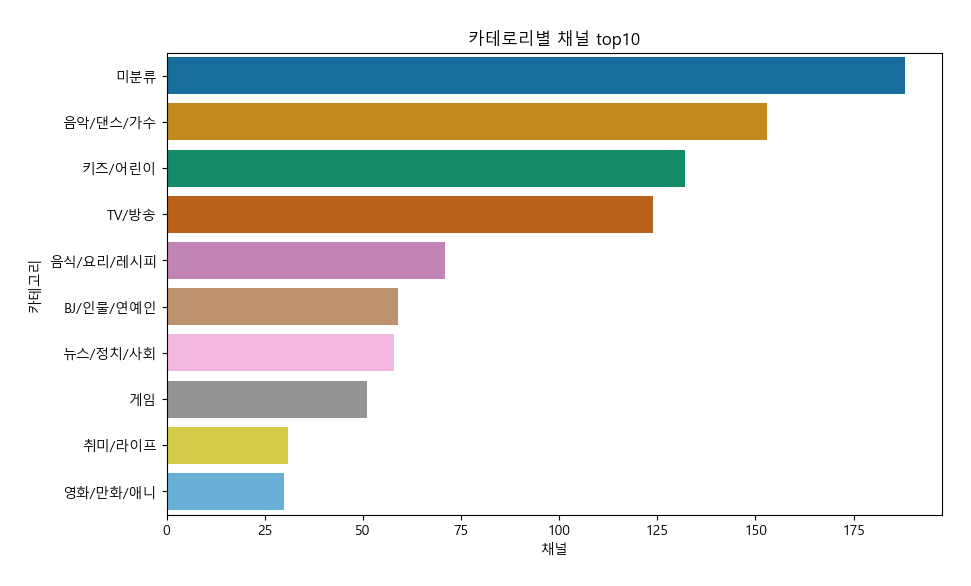 카테로리별 채널 top10
카테고리
미분류
음악/댄스/가수
키즈/어린이
TV/방송
음식/요리/레시피
BJ/인물/연예인
뉴스/정치/사회
게임
취미/라이프
영화/만화/애니
0 25 50 75 100 125 150 175
채널